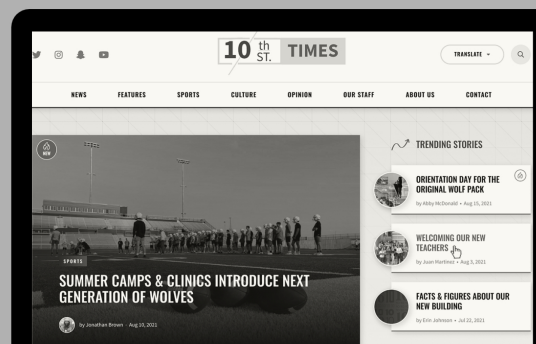 10 th ST. TIMES
TRANSLATE
NEWS FEATURES SPORTS CULTURE OPINION OUR STAFF ABOUT US CONTACT
NEW
SPORTS
SUMMER CAMPS & CLINICS INTRODUCE NEXT
GENERATION OF WOLVES
by Jonathan Brown - Aug 10, 2021
TRENDING STORIES
ORIENTATION DAY FOR THE
ORIGINAL WOLF PACK
by Abby McDonald • Aug 15, 2021
WELCOMING OUR NEW
TEACHERS
by Juan Martinez • Aug 3, 2021
FACTS & FIGURES ABOUT OUR
NEW BUILDING
by Erin Johnson • Jul 22, 2021